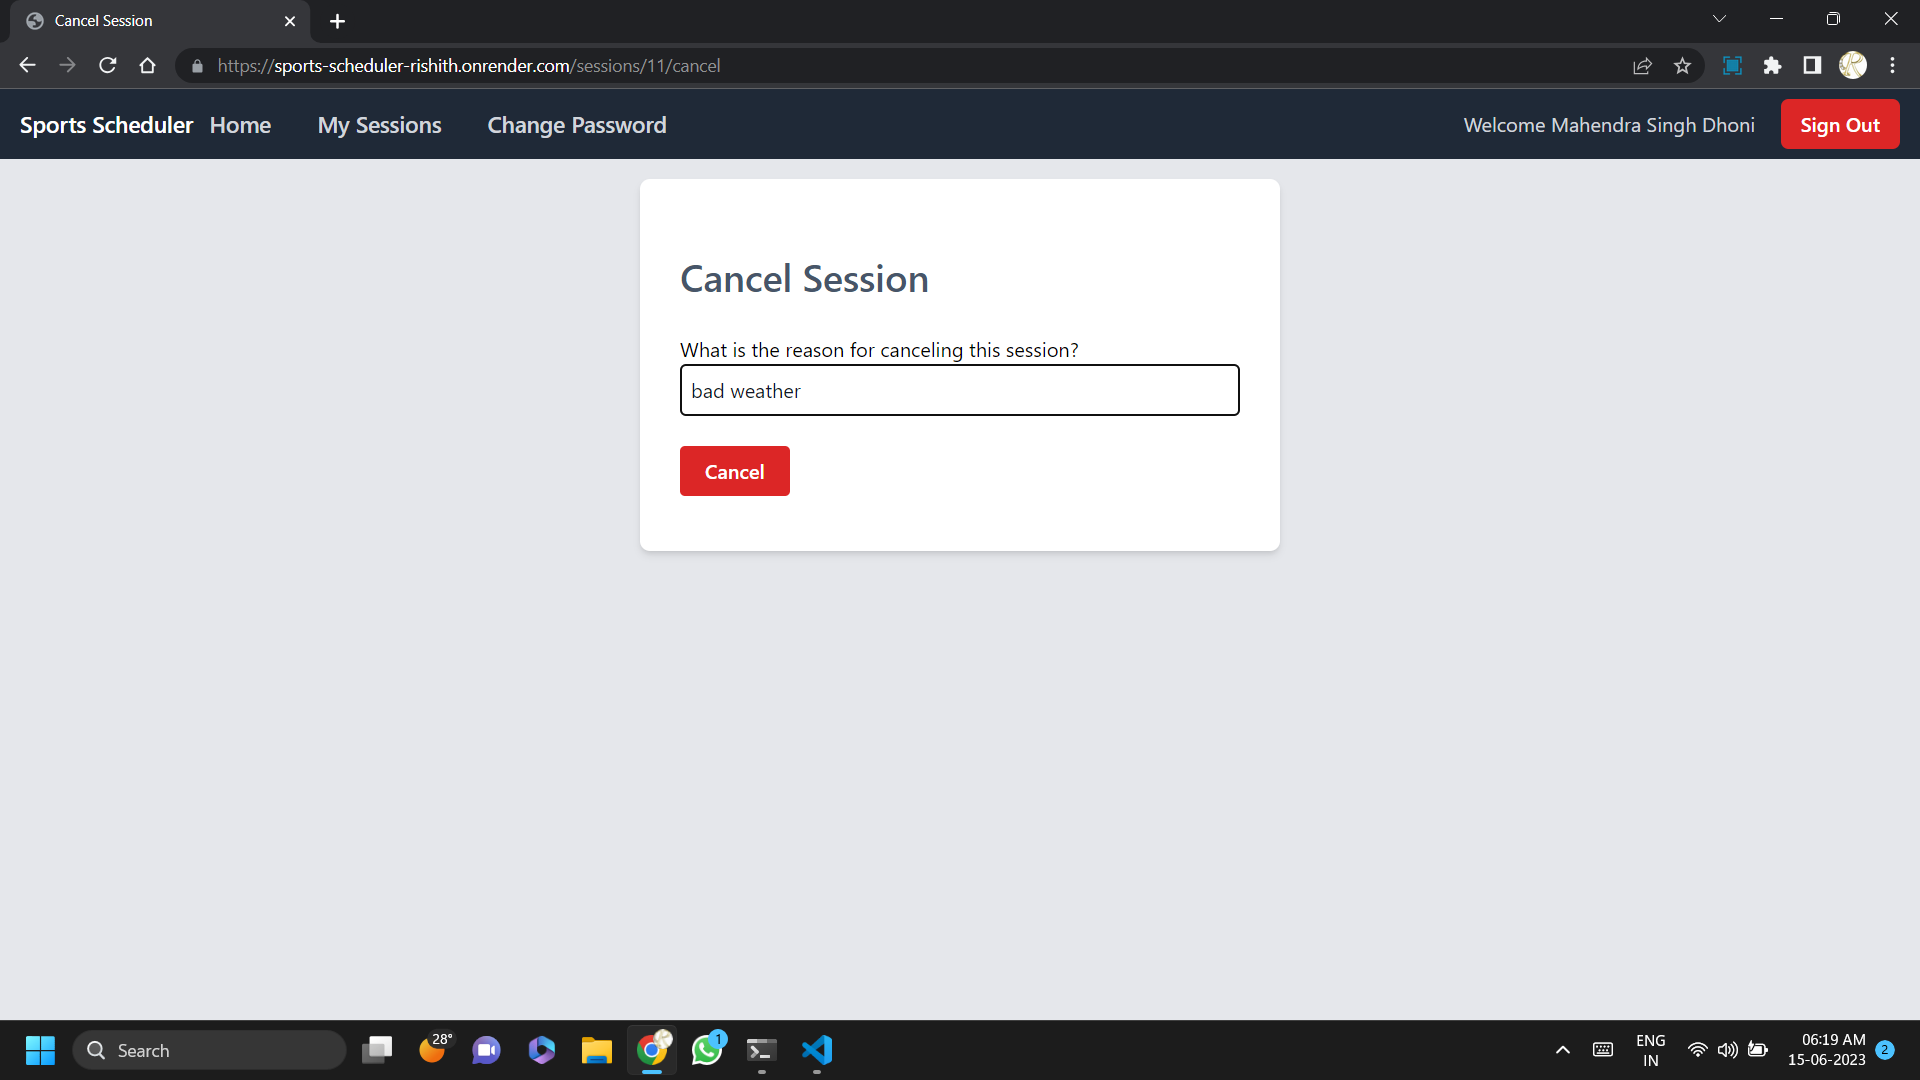 Cancel Session
https://sports-scheduler-rishith.onrender.com/sessions/11/cancel
Sports Scheduler Home My Sessions Change Password Welcome Mahendra Singh Dhoni Sign Out
Cancel Session
What is the reason for canceling this session?
bad weather
Cancel
Search 28° 1 ENG IN 06:19 AM 15-06-2023 2